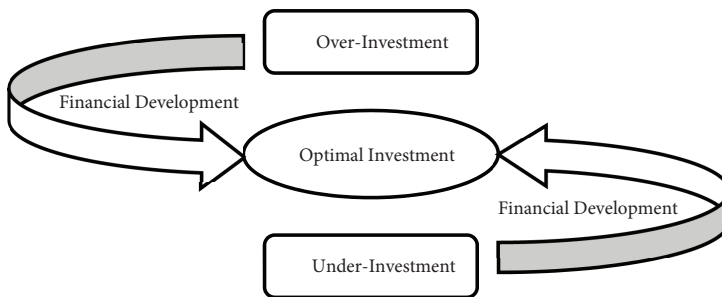 Over-Investment
Financial Development
Optimal Investment
Financial Development
Under-Investment